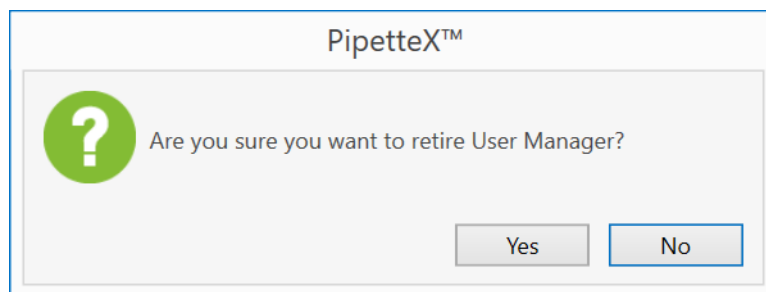 PipetteX™
Are you sure you want to retire User Manager?
Yes No